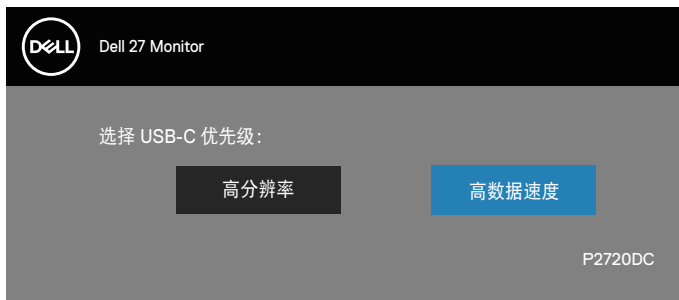 DELL
Dell 27 Monitor
选择 USB-C 优先级：
高分辨率
高数据速度
P2720DC